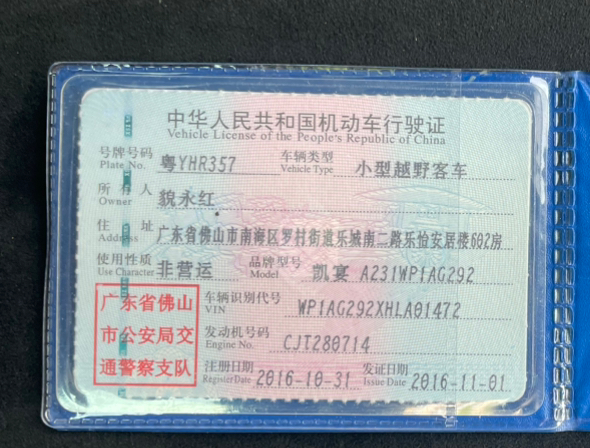 中华人民共和国机动车行驶证
Vehicle License of the People's Republic of China
号牌号码 粤YHR357 车辆类型 小型越野客车
Plate No. Vehicle Type
所有人 貌永红
Owner
住址 广东省佛山市南海区罗村街道乐城南二路乐怡安居楼602房
Address
使用性质 非营运 品牌型号 凯宴 A231WP1AG292
Use Character Model
广东省佛山
市公安局交
通警察支队
车辆识别代号 WP1AG292XHLA01472
VIN
发动机号码 CJT280714
Engine No.
注册日期 2016-10-31 发证日期 2016-11-01
Register Date Issue Date